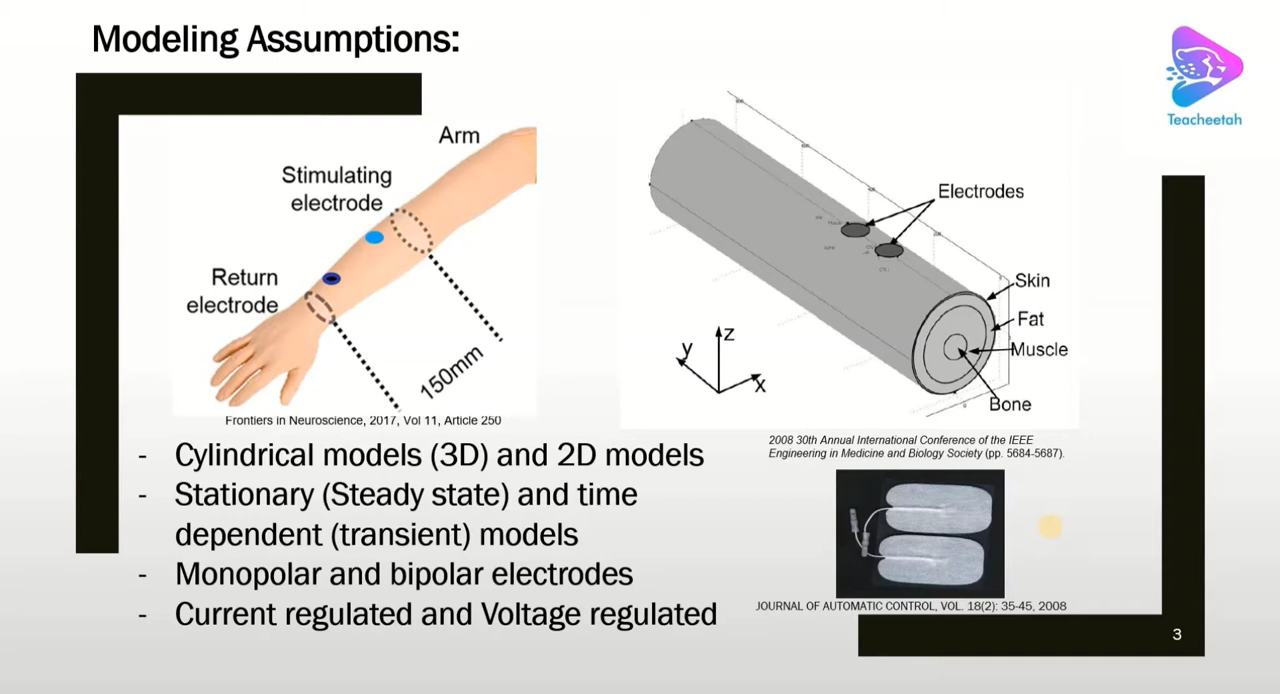 Modeling Assumptions:
Teacheetah
Arm
Stimulating
electrode
Return
electrode
150mm
Frontiers in Neuroscience, 2017, Vol 11, Article 250
Electrodes
Skin
Fat
Muscle
Bone
z
y
x
2008 30th Annual International Conference of the IEEE
Engineering in Medicine and Biology Society (pp. 5684-5687).
- Cylindrical models (3D) and 2D models
- Stationary (Steady state) and time
dependent (transient) models
- Monopolar and bipolar electrodes
- Current regulated and Voltage regulated
JOURNAL OF AUTOMATIC CONTROL, VOL. 18(2): 35-45, 2008
3